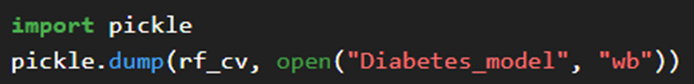 import pickle
pickle.dump(rf_cv, open("Diabetes_model", "wb"))